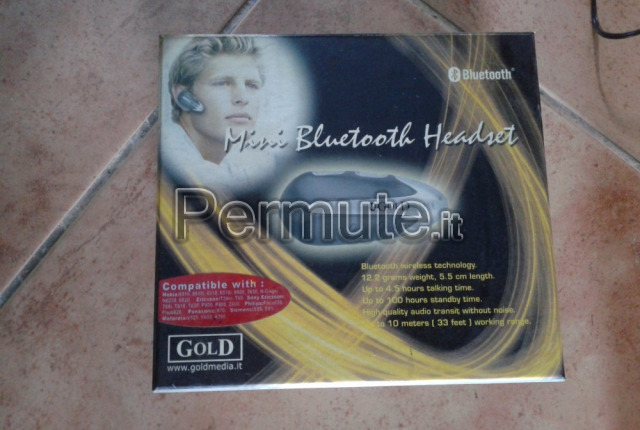 Bluetooth®
Mini Bluetooth Headset
GOLD
Permute.it
Bluetooth wireless technology.
12.2 grams weight, 5.5 cm length.
Up to 4.5 hours talking time.
Up to 100 hours standby time.
High quality audio transit without noise.
to 10 meters ( 33 feet ) working range.
Compatible with :
GOLD
www.goldmedia.it